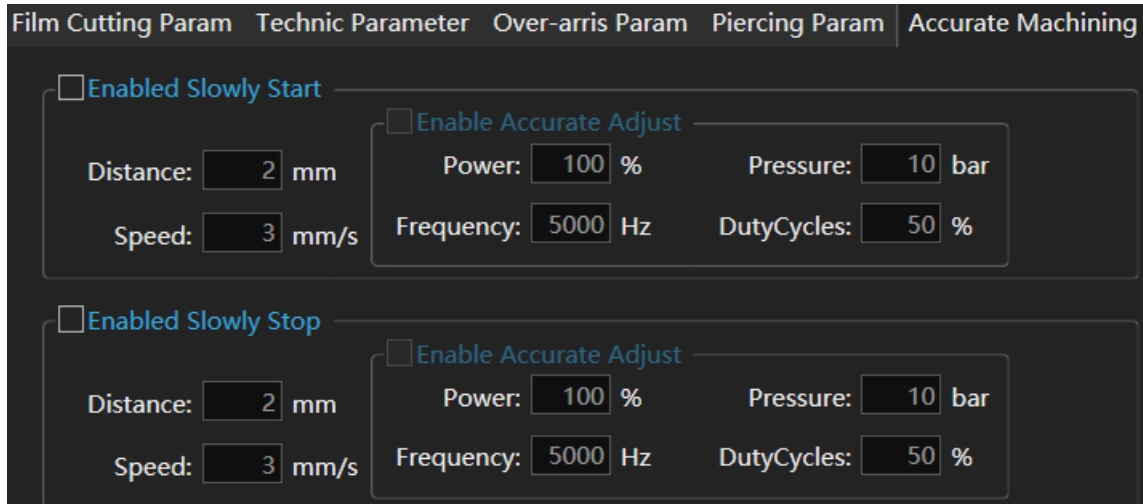 Film Cutting Param Technic Parameter Over-arris Param Piercing Param Accurate Machining
Enabled Slowly Start
Enable Accurate Adjust
Distance: 2 mm Power: 100 % Pressure: 10 bar
Speed: 3 mm/s Frequency: 5000 Hz DutyCycles: 50 %
Enabled Slowly Stop
Enable Accurate Adjust
Distance: 2 mm Power: 100 % Pressure: 10 bar
Speed: 3 mm/s Frequency: 5000 Hz DutyCycles: 50 %